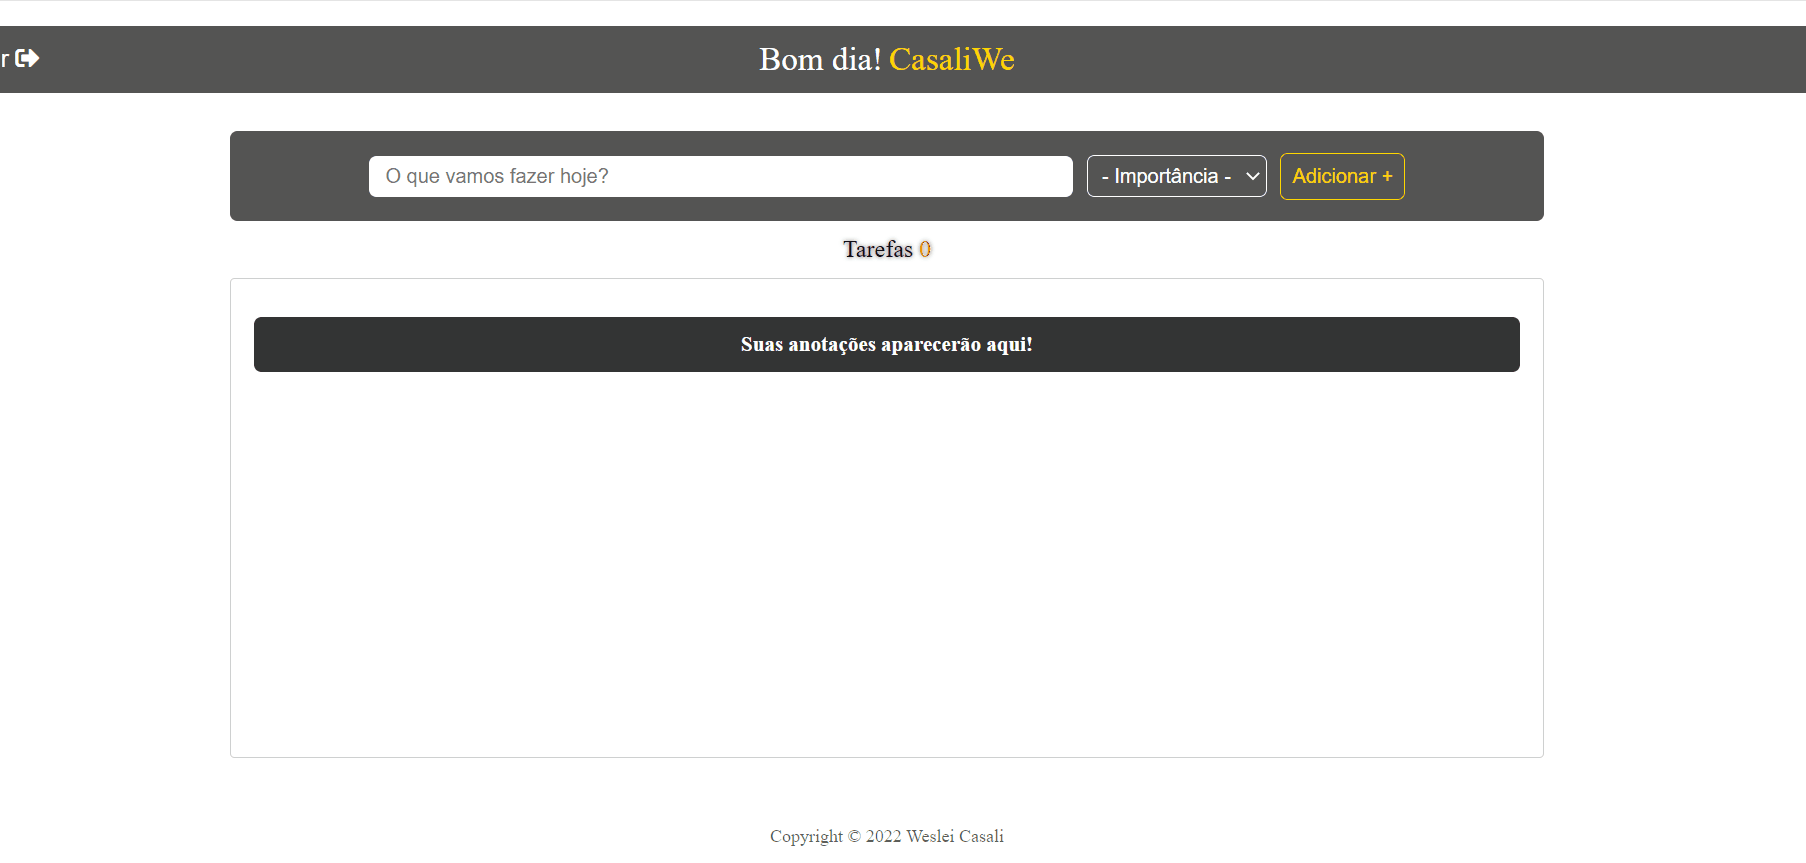 r Bom dia! CasaliWe
O que vamos fazer hoje? - Importância - Adicionar +
Tarefas 0
Suas anotações aparecerão aqui!
Copyright © 2022 Weslei Casali